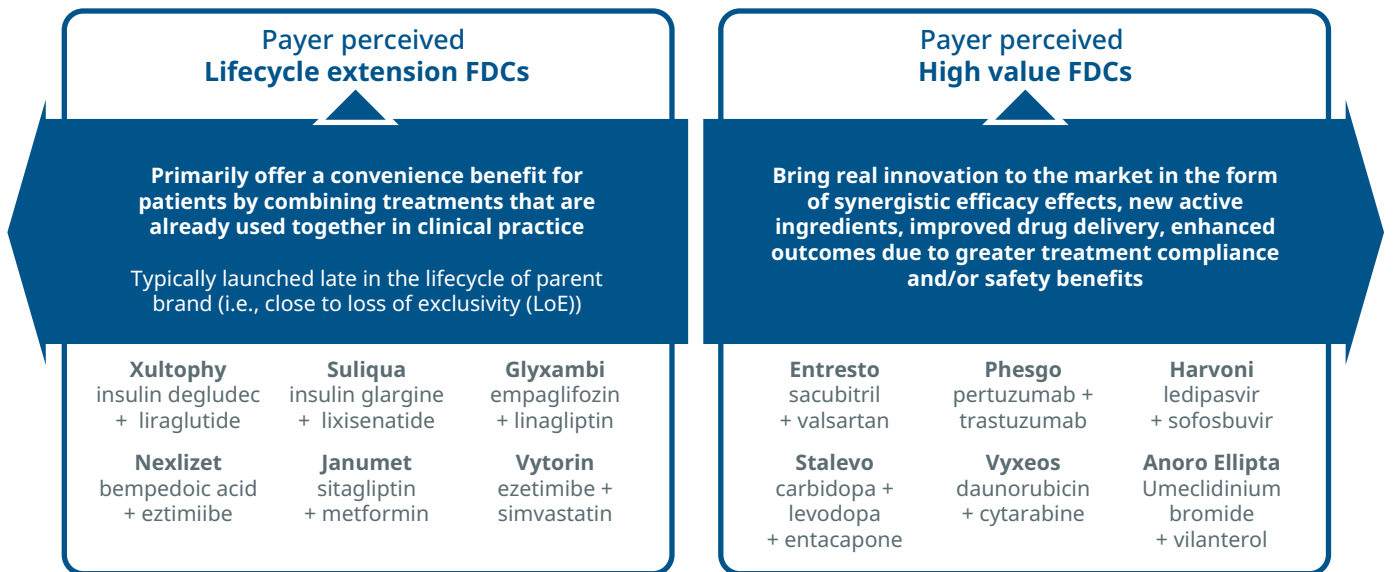 Payer perceived
Lifecycle extension FDCs
Primarily offer a convenience benefit for
patients by combining treatments that are
already used together in clinical practice
Typically launched late in the lifecycle of parent
brand (i.e., close to loss of exclusivity (LoE))
Xultophy
insulin degludec
+ liraglutide
Suliqua
insulin glargine
+ lixisenatide
Glyxambi
empaglifozin
+ linagliptin
Nexlizet
bempedoic acid
+ eztimiibe
Janumet
sitagliptin
+ metformin
Vytorin
ezetimibe +
simvastatin
Payer perceived
High value FDCs
Bring real innovation to the market in the form
of synergistic efficacy effects, new active
ingredients, improved drug delivery, enhanced
outcomes due to greater treatment compliance
and/or safety benefits
Entresto
sacubitril
+ valsartan
Phesgo
pertuzumab +
trastuzumab
Harvoni
ledipasvir
+ sofosbuvir
Stalevo
carbidopa +
levodopa
+ entacapone
Vyxeos
daunorubicin
+ cytarabine
Anoro Ellipta
Umeclidinium
bromide
+ vilanterol